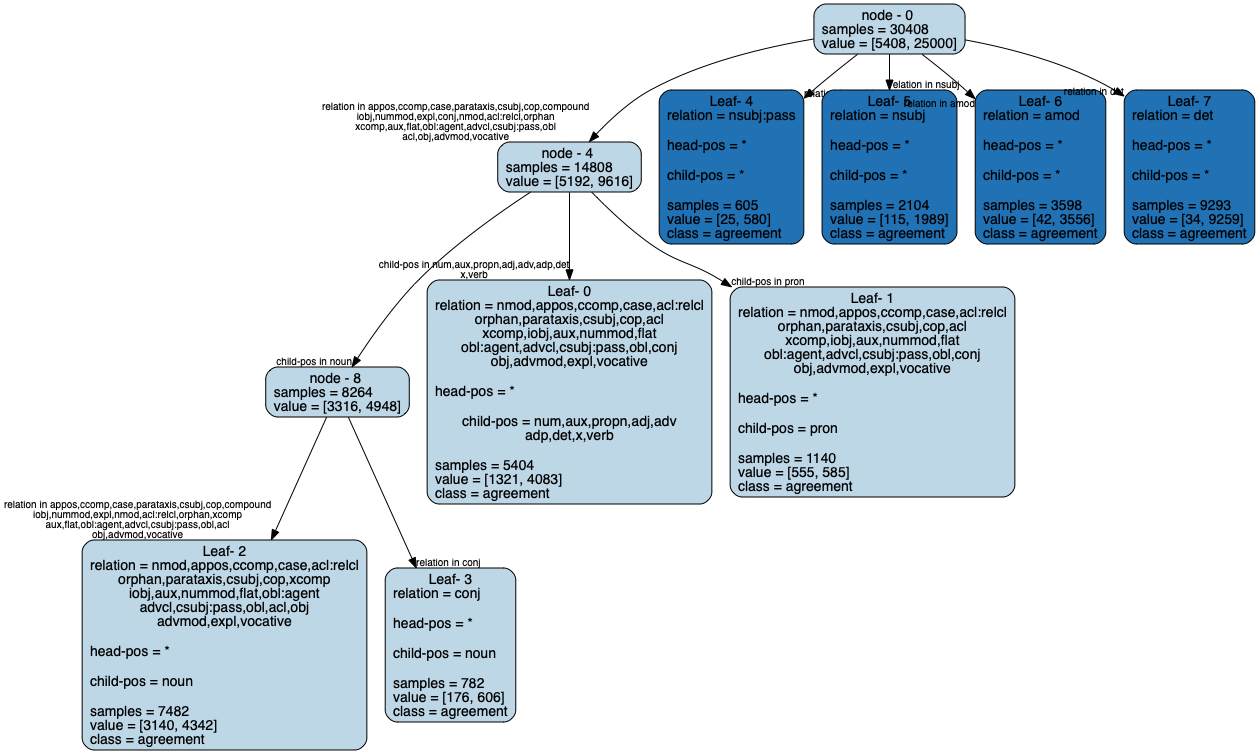 node - 0
samples = 30408
value = [5408, 25000]
relation in appos,ccomp,case,parataxis,csubj,cop,compound
iobj,nummod,expl,conj,nmod,acl:relcl,orphan
xcomp,aux,flat,obl:agent,advcl,csubj:pass,obl
acl,obj,advmod,vocative
relation in nsubj
relation in amod
relation in det
node - 4
samples = 14808
value = [5192, 9616]
Leaf- 4
relation = nsubj:pass
head-pos = *
child-pos = *
samples = 605
value = [25, 580]
class = agreement
Leaf- 5
relation = nsubj
head-pos = *
child-pos = *
samples = 2104
value = [115, 1989]
class = agreement
Leaf- 6
relation = amod
head-pos = *
child-pos = *
samples = 3598
value = [42, 3556]
class = agreement
Leaf- 7
relation = det
head-pos = *
child-pos = *
samples = 9293
value = [34, 9259]
class = agreement
child-pos in num,aux,propn,adj,adv,adp,det
x,verb
child-pos in pron
child-pos in noun
node - 8
samples = 8264
value = [3316, 4948]
Leaf- 0
relation = nmod,appos,ccomp,case,acl:relcl
orphan,parataxis,csubj,cop,acl
xcomp,iobj,aux,nummod,flat
obl:agent,advcl,csubj:pass,obl,conj
obj,advmod,expl,vocative
head-pos = *
child-pos = num,aux,propn,adj,adv
adp,det,x,verb
samples = 5404
value = [1321, 4083]
class = agreement
Leaf- 1
relation = nmod,appos,ccomp,case,acl:relcl
orphan,parataxis,csubj,cop,acl
xcomp,iobj,aux,nummod,flat
obl:agent,advcl,csubj:pass,obl,conj
obj,advmod,expl,vocative
head-pos = *
child-pos = pron
samples = 1140
value = [555, 585]
class = agreement
relation in appos,ccomp,case,parataxis,csubj,cop,compound
iobj,nummod,expl,nmod,acl:relcl,orphan,xcomp
aux,flat,obl:agent,advcl,csubj:pass,obl,acl
obj,advmod,vocative
relation in conj
Leaf- 2
relation = nmod,appos,ccomp,case,acl:relcl
orphan,parataxis,csubj,cop,xcomp
iobj,aux,nummod,flat,obl:agent
advcl,csubj:pass,obl,acl,obj
advmod,expl,vocative
head-pos = *
child-pos = noun
samples = 7482
value = [3140, 4342]
class = agreement
Leaf- 3
relation = conj
head-pos = *
child-pos = noun
samples = 782
value = [176, 606]
class = agreement